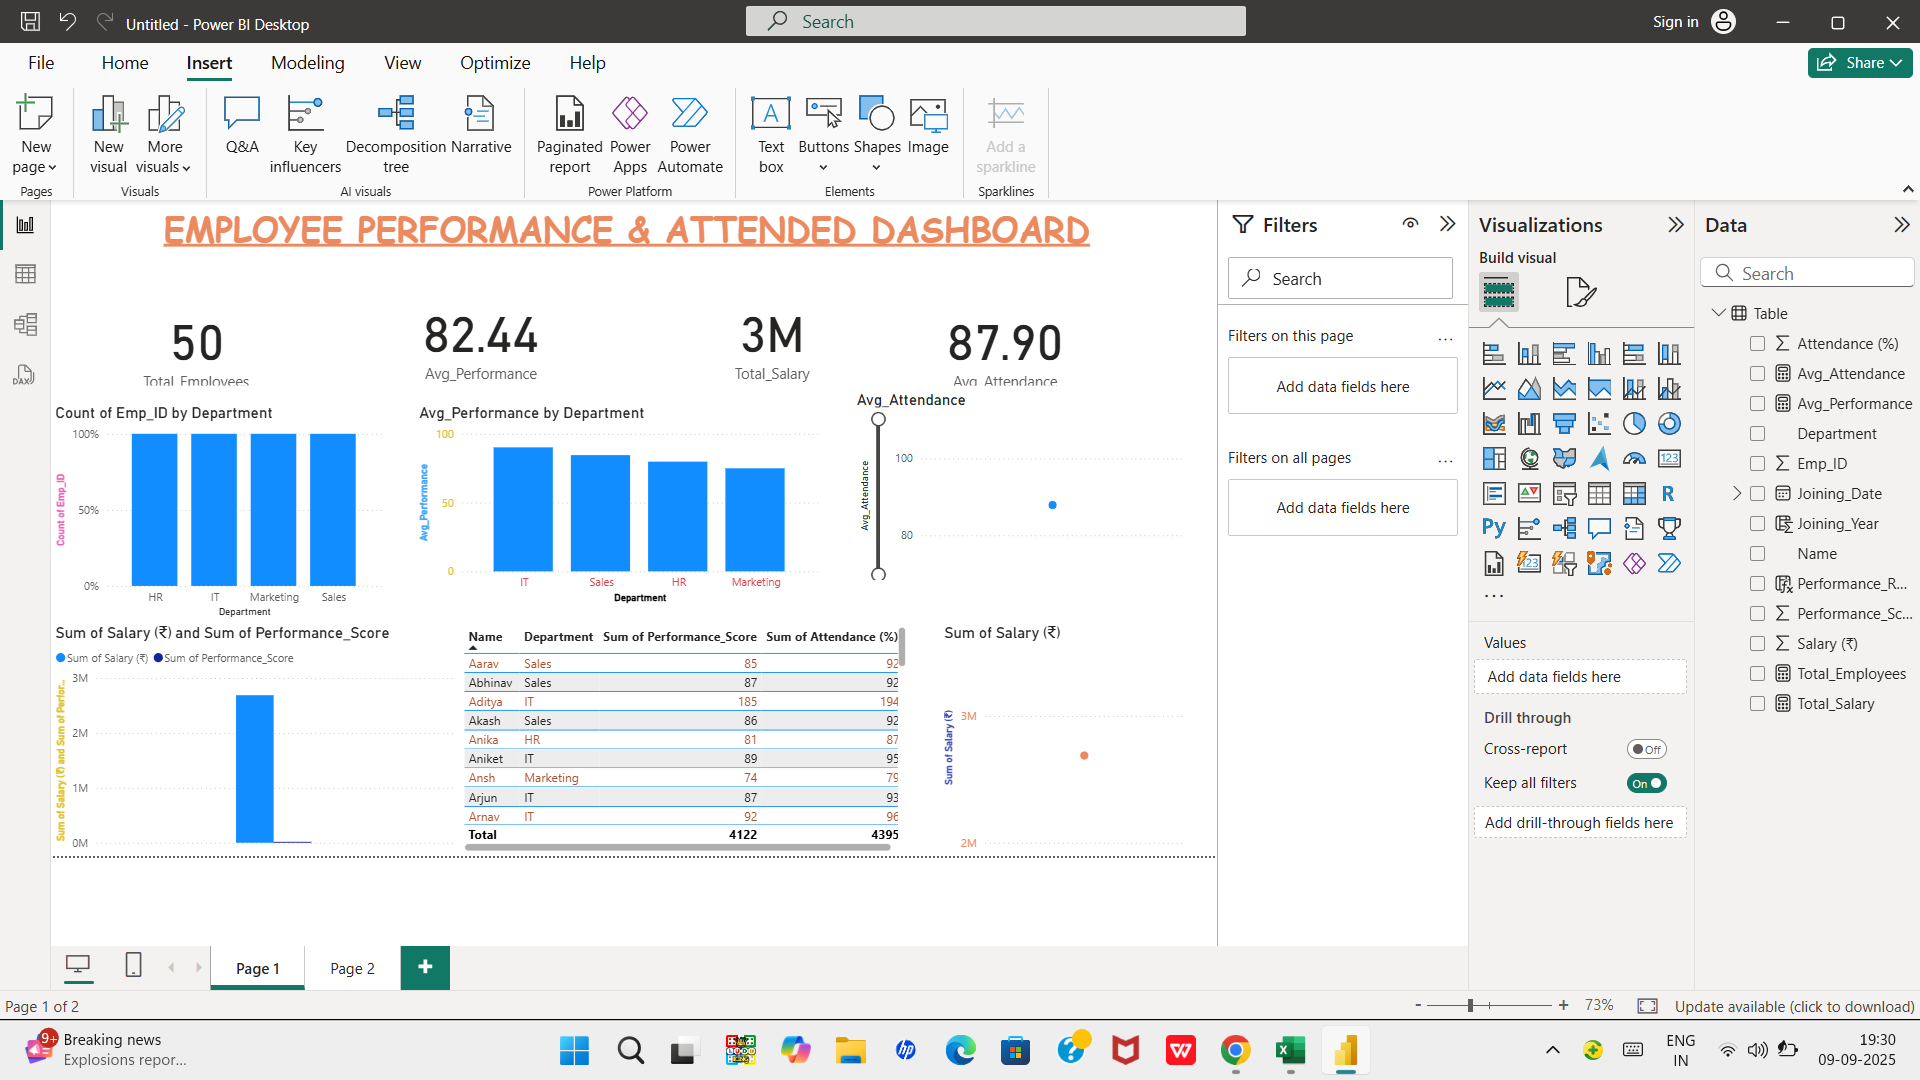 Untitled - Power BI Desktop
Search
Sign in
File Home Insert Modeling View Optimize Help
Share
New page
New visual
More visuals
Q&A
Key influencers
Decomposition tree
Narrative
Paginated report
Power Apps
Power Automate
Text box
Buttons
Shapes
Image
Add a sparkline
Pages
Visuals
AI visuals
Power Platform
Elements
Sparklines
EMPLOYEE PERFORMANCE & ATTENDED DASHBOARD
50
Total_Employees
82.44
Avg_Performance
3M
Total_Salary
87.90
Avg_Attendance
Count of Emp_ID by Department
100%
50%
0%
Count of Emp_ID
HR IT Marketing Sales
Department
Avg_Performance by Department
100
50
0
Avg_Performance
IT Sales HR Marketing
Department
Avg_Attendance
Avg_Attendance
100
80
Sum of Salary (₹) and Sum of Performance_Score
Sum of Salary (₹) Sum of Performance_Score
3M
2M
1M
0M
Sum of Salary (₹) and Sum of Perfor...
Name Department Sum of Performance_Score Sum of Attendance (%)
Aarav Sales 85 92
Abhinav Sales 87 92
Aditya IT 185 194
Akash Sales 86 92
Anika HR 81 87
Aniket IT 89 95
Ansh Marketing 74 79
Arjun IT 87 93
Arnav IT 92 96
Total 4122 4395
Sum of Salary (₹)
Sum of Salary (₹)
3M
2M
Filters
Search
Filters on this page ...
Add data fields here
Filters on all pages ...
Add data fields here
Visualizations
Build visual
123
R
Py
123
...
Values
Add data fields here
Drill through
Cross-report Off
Keep all filters On
Add drill-through fields here
Data
Search
Table
Attendance (%)
Avg_Attendance
Avg_Performance
Department
Emp_ID
Joining_Date
Joining_Year
Name
Performance_R...
Performance_Sc...
Salary (₹)
Total_Employees
Total_Salary
DAX
Page 1 Page 2 +
Page 1 of 2
- + 73%
Update available (click to download)
9+
Breaking news
Explosions repor...
ENG
IN
19:30
09-09-2025